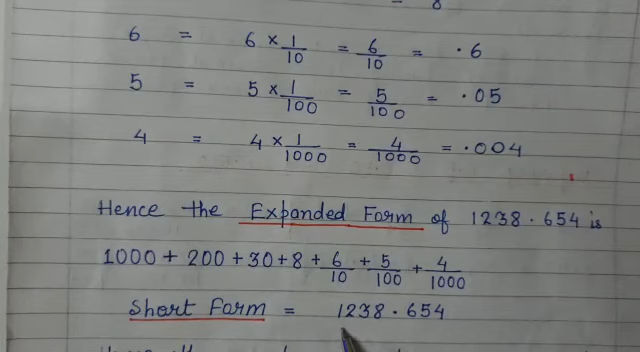 = 8
6 = 6 × 1/10 = 6/10 = .6
5 = 5 × 1/100 = 5/100 = .05
4 = 4 × 1/1000 = 4/1000 = .004
Hence the Expanded Form of 1238.654 is
1000 + 200 + 30 + 8 + 6/10 + 5/100 + 4/1000
Short Form = 1238.654